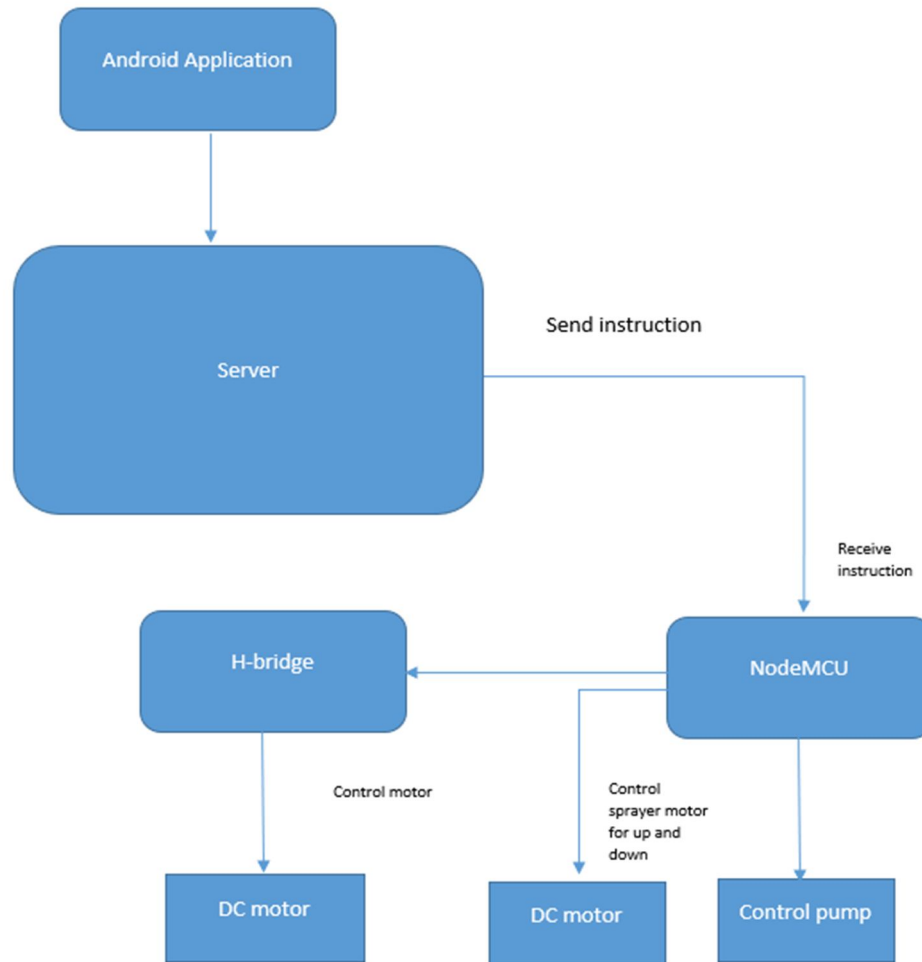 Android Application
Server
Send instruction
Receive
instruction
H-bridge
NodeMCU
Control motor
Control
sprayer motor
for up and
down
DC motor
DC motor
Control pump